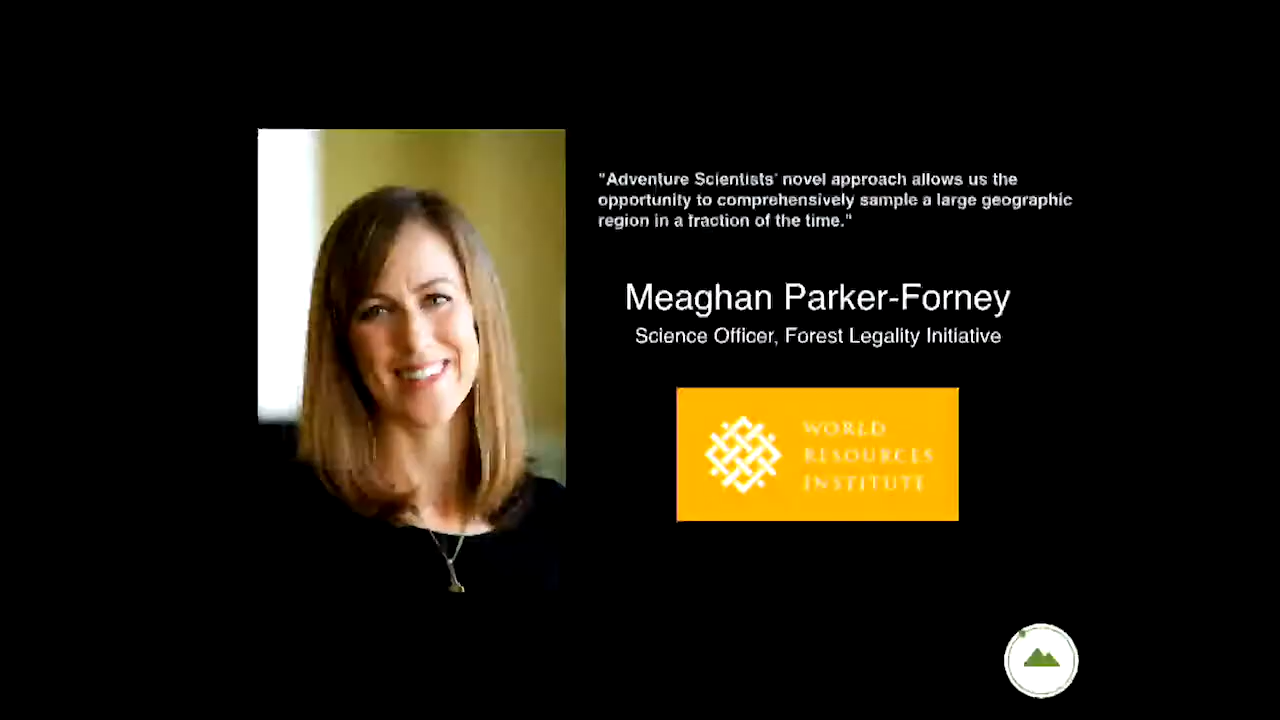 "Adventure Scientists' novel approach allows us the
opportunity to comprehensively sample a large geographic
region in a fraction of the time."
Meaghan Parker-Forney
Science Officer, Forest Legality Initiative
WORLD
RESOURCES
INSTITUTE